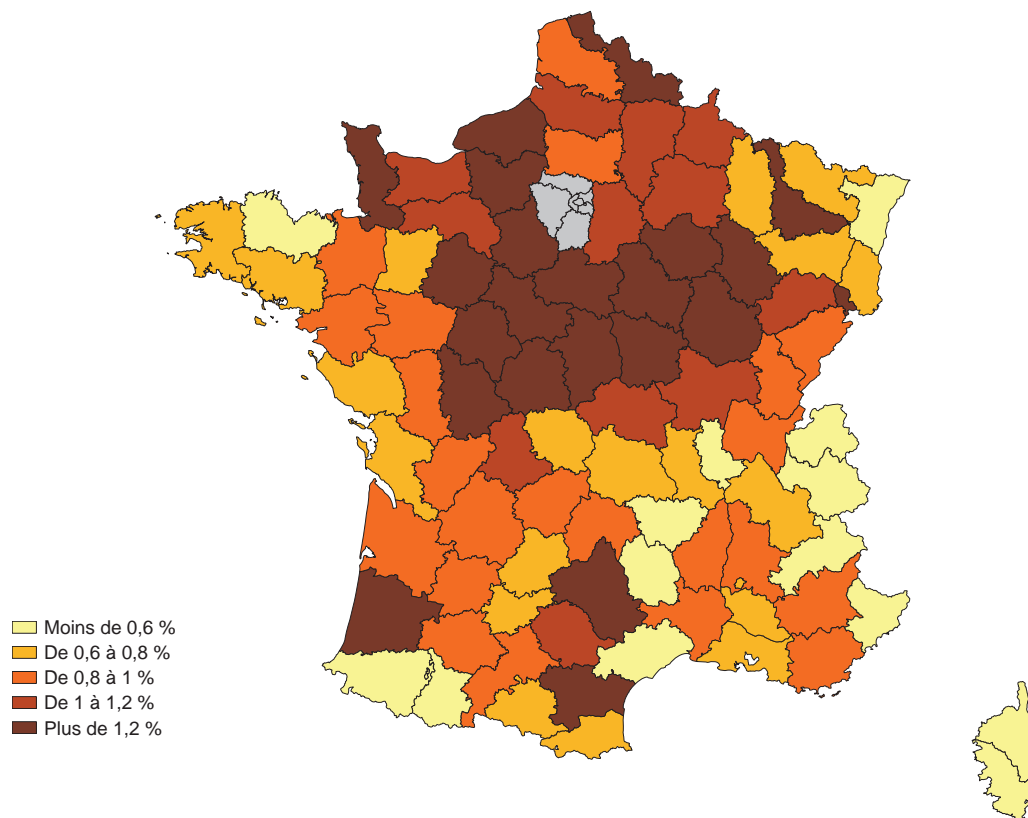 Moins de 0,6 %
De 0,6 à 0,8 %
De 0,8 à 1 %
De 1 à 1,2 %
Plus de 1,2 %